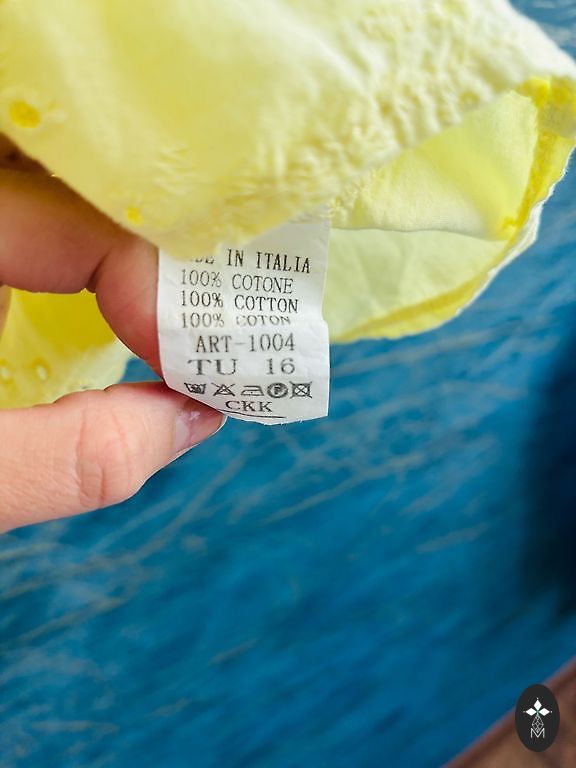 IN ITALIA
100% COTONE
100% COTTON
100% COTON
ART-1004
TU 16
CKK
M